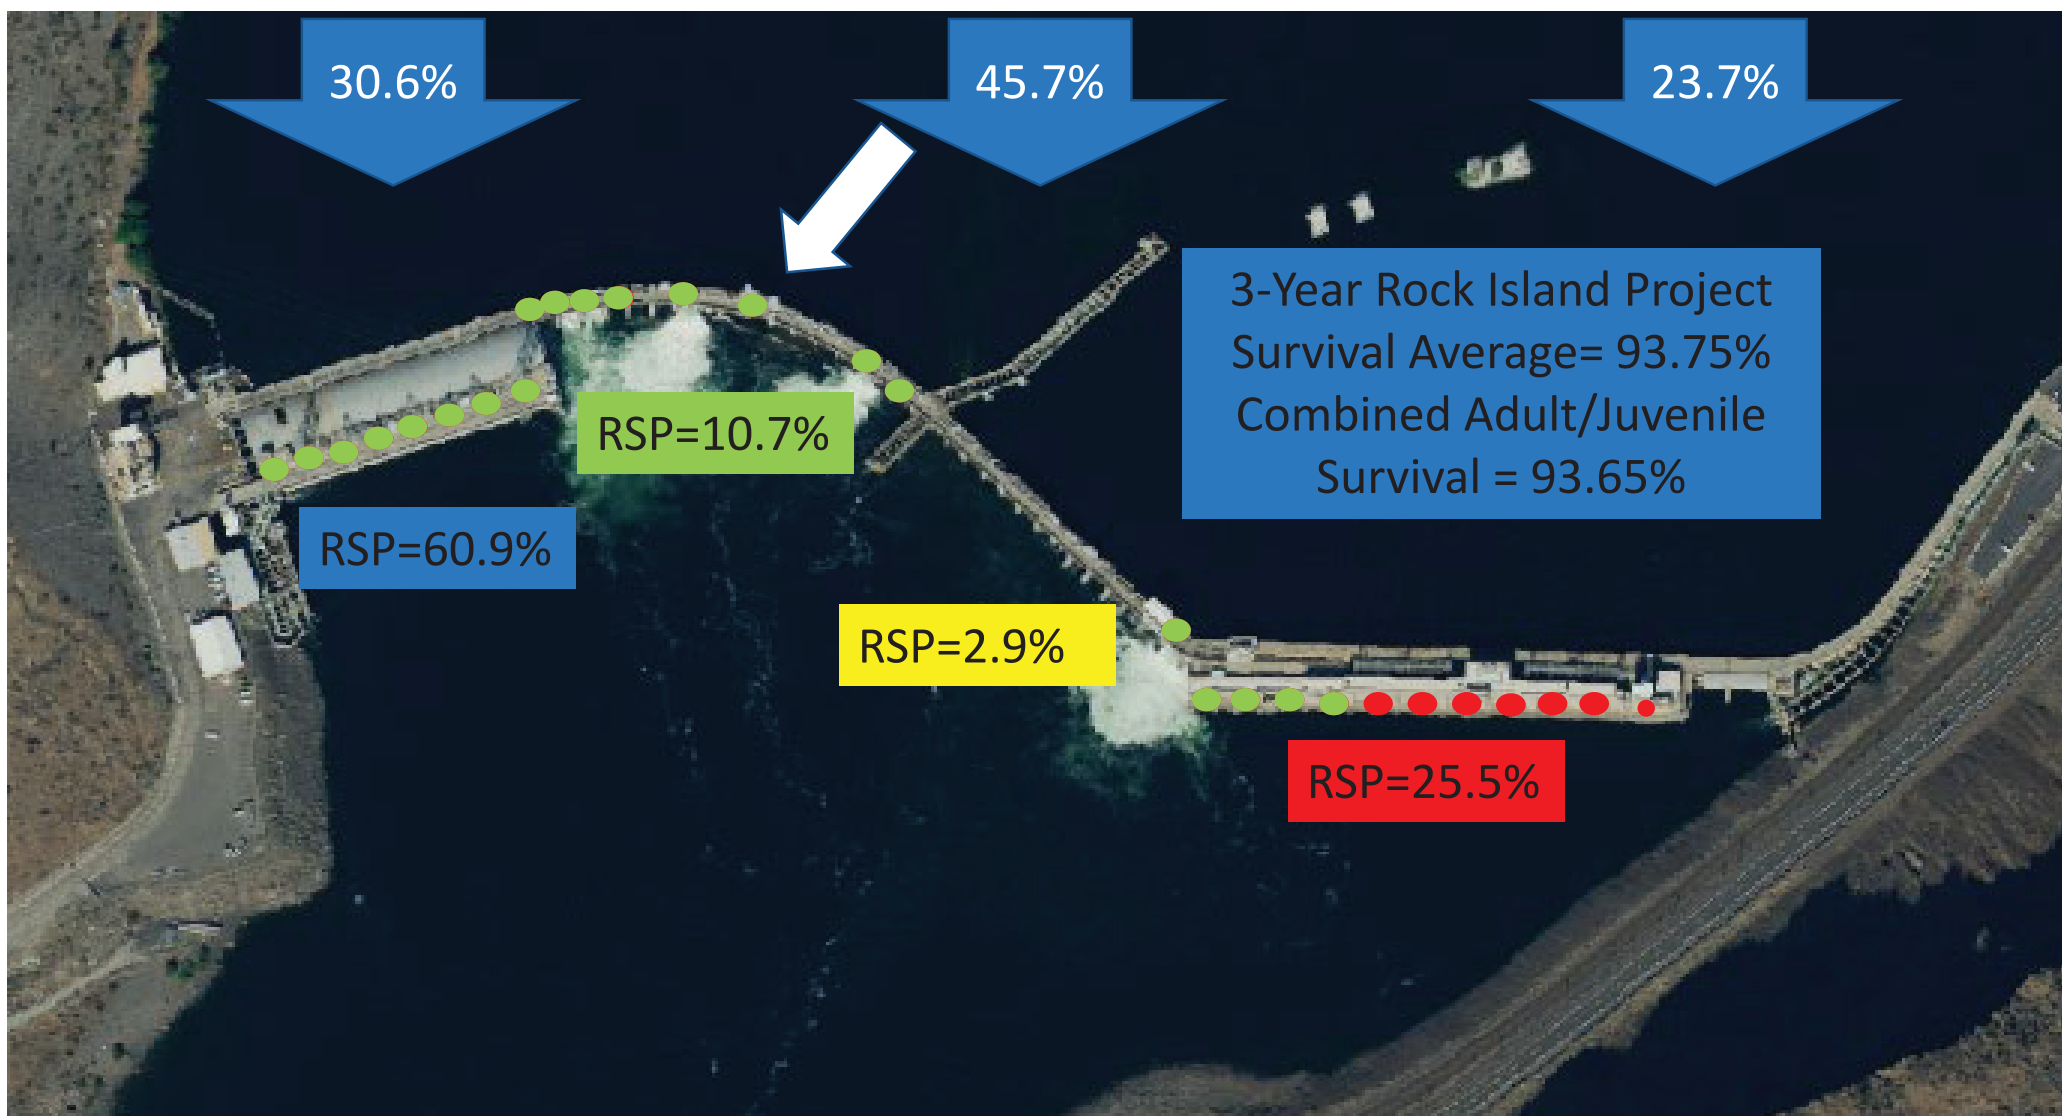 30.6%
45.7%
23.7%
3-Year Rock Island Project
Survival Average= 93.75%
Combined Adult/Juvenile
Survival = 93.65%
RSP=10.7%
RSP=60.9%
RSP=2.9%
RSP=25.5%